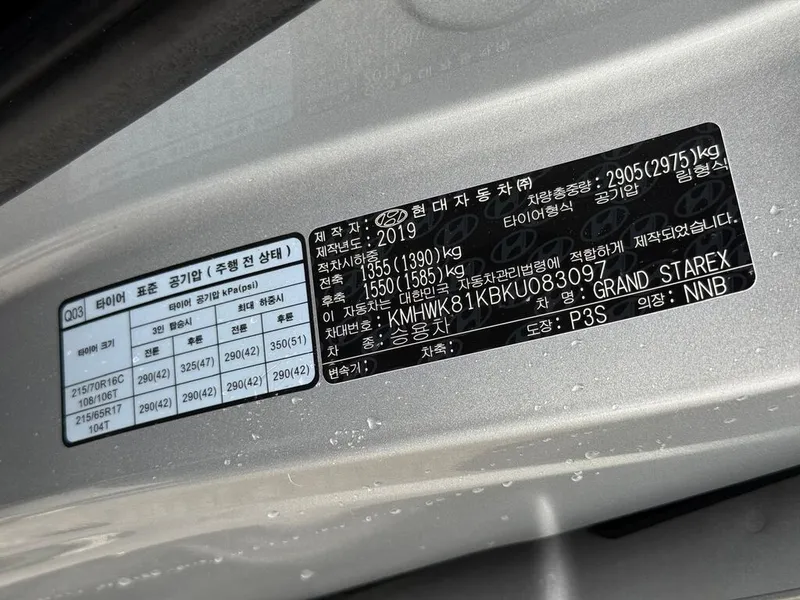 Q03 타이어 표준 공기압 ( 주행 전 상태 )
타이어 크기 타이어 공기압 kPa(psi)
3인 탑승시 최대 하중시
전륜 후륜 전륜 후륜
215/70R16C 108/106T 290(42) 325(47) 290(42) 350(51)
215/65R17 104T 290(42) 290(42) 290(42) 290(42)
제 작 자 : 현대자동차㈜
제작년도 : 2019 차량총중량 : 2905(2975)kg
적차시하중 타이어형식 공기압 림형식
전축 1355(1390)kg
후축 1550(1585)kg
이 자동차는 대한민국 자동차관리법령에 적합하게 제작되었습니다.
차대번호 : KMHWK81KBKU083097
차 종 : 승용차 차 명 : GRAND STAREX
변속기 : 차축 : 도장 : P3S 의장 : NNB